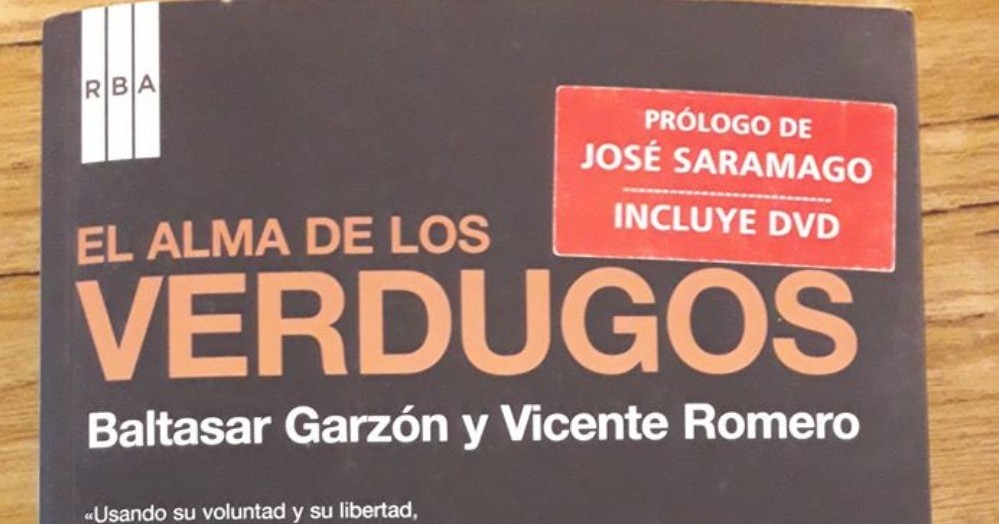 RBA
PRÓLOGO DE
JOSÉ SARAMAGO
INCLUYE DVD
EL ALMA DE LOS
VERDUGOS
Baltasar Garzón y Vicente Romero
«Usando su voluntad y su libertad,